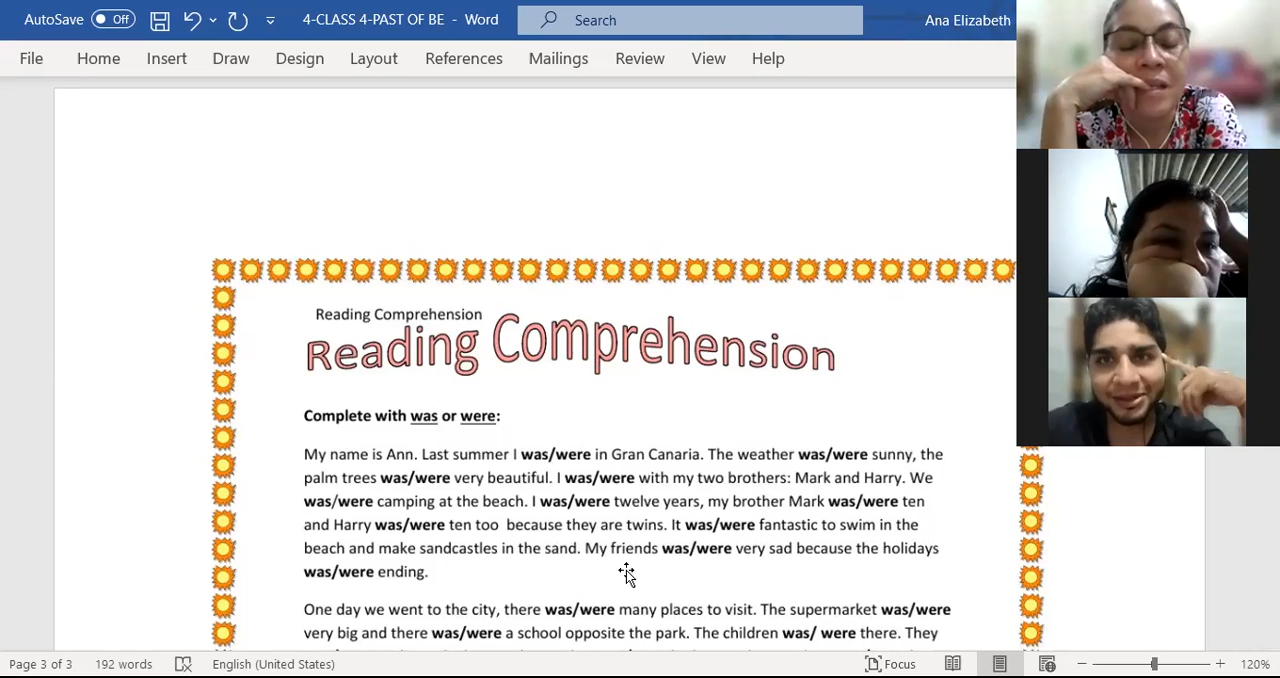 AutoSave Off 4-CLASS 4-PAST OF BE - Word Search Ana Elizabeth
File Home Insert Draw Design Layout References Mailings Review View Help
Reading Comprehension
Reading Comprehension
Complete with was or were:
My name is Ann. Last summer I was/were in Gran Canaria. The weather was/were sunny, the
palm trees was/were very beautiful. I was/were with my two brothers: Mark and Harry. We
was/were camping at the beach. I was/were twelve years, my brother Mark was/were ten
and Harry was/were ten too because they are twins. It was/were fantastic to swim in the
beach and make sandcastles in the sand. My friends was/were very sad because the holidays
was/were ending.
One day we went to the city, there was/were many places to visit. The supermarket was/were
very big and there was/were a school opposite the park. The children was/ were there. They
Page 3 of 3 192 words English (United States) Focus 120%